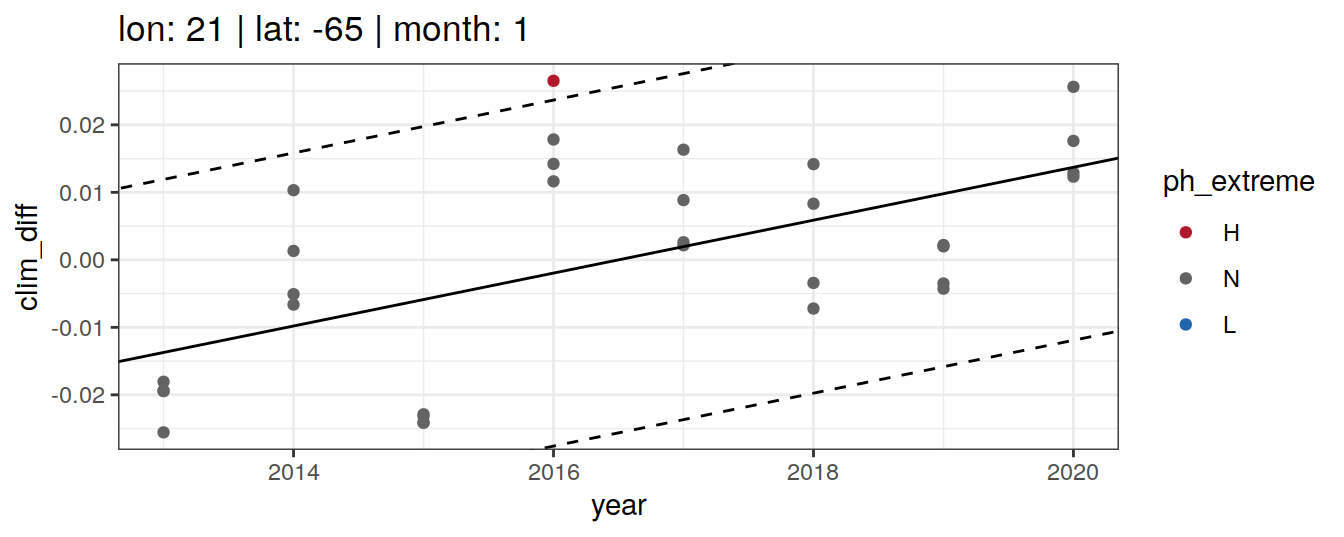 lon: 21 | lat: -65 | month: 1
clim_diff
0.02
0.01
0.00
-0.01
-0.02
2014
2016
2018
2020
year
ph_extreme
H
N
L